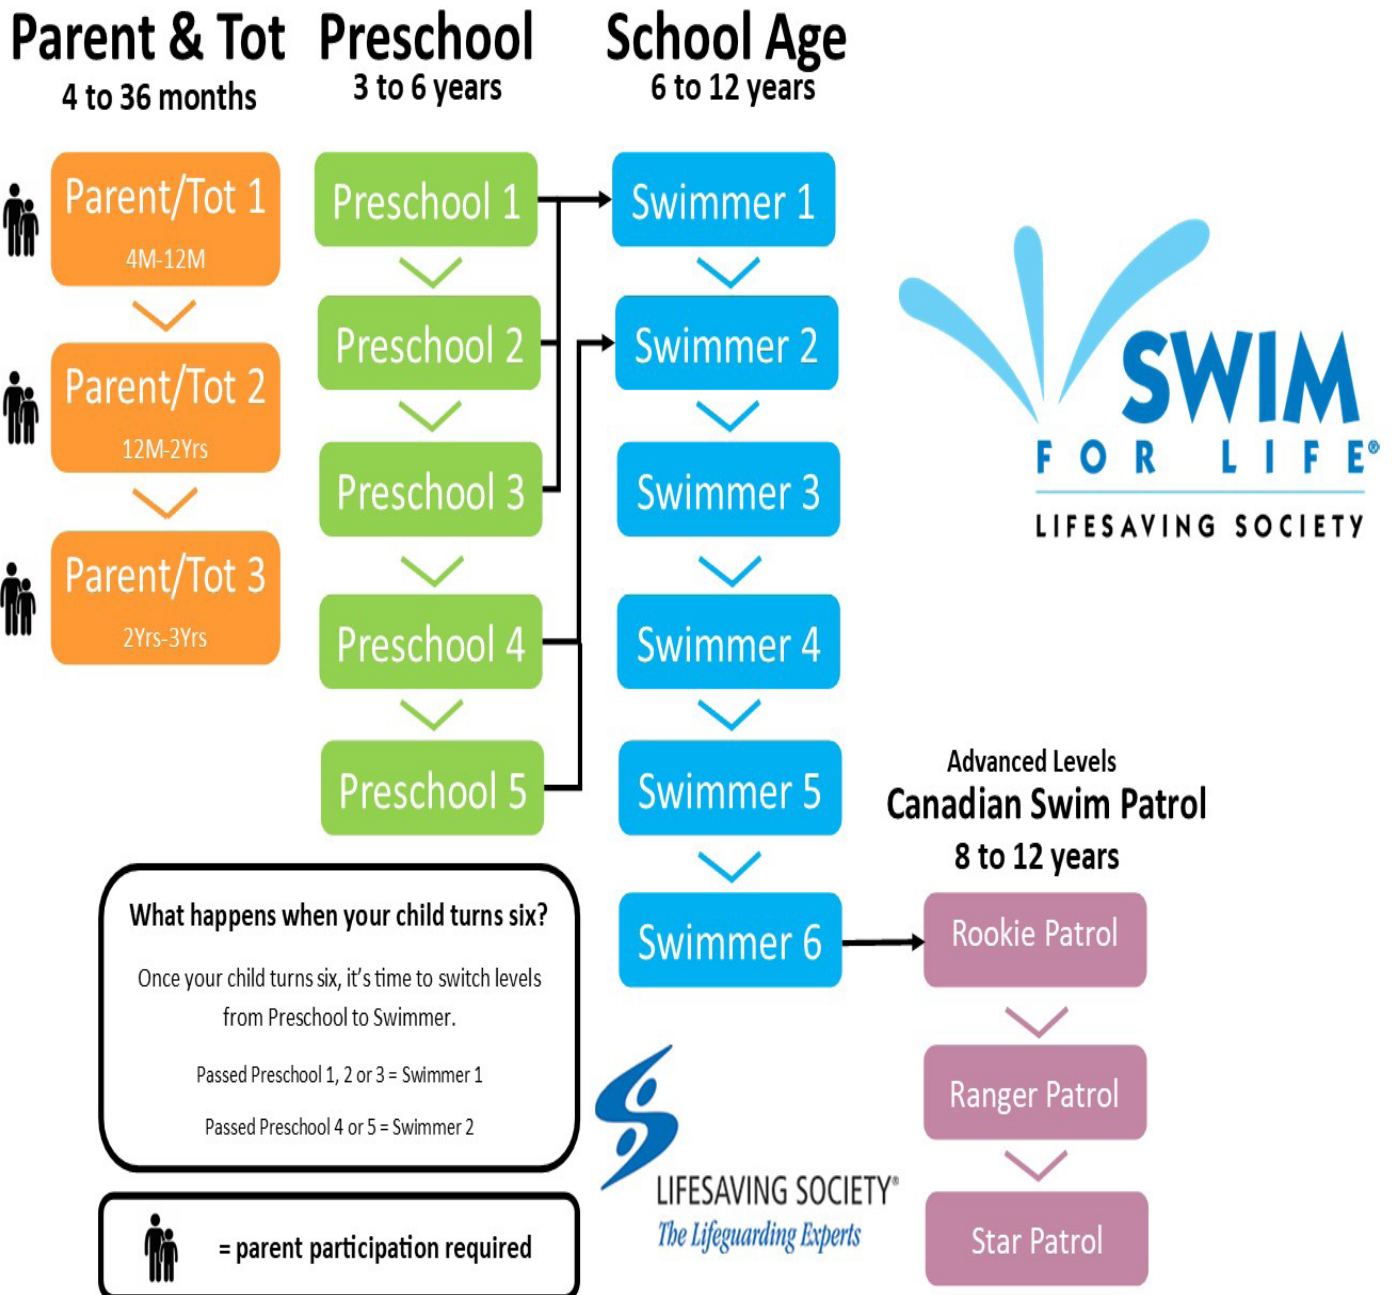 Parent & Tot
4 to 36 months
Parent/Tot 1
4M-12M
Parent/Tot 2
12M-2Yrs
Parent/Tot 3
2Yrs-3Yrs
Preschool
3 to 6 years
Preschool 1
Preschool 2
Preschool 3
Preschool 4
Preschool 5
School Age
6 to 12 years
Swimmer 1
Swimmer 2
Swimmer 3
Swimmer 4
Swimmer 5
Swimmer 6
SWIM
FOR LIFE®
LIFESAVING SOCIETY
Advanced Levels
Canadian Swim Patrol
8 to 12 years
Rookie Patrol
Ranger Patrol
Star Patrol
What happens when your child turns six?
Once your child turns six, it's time to switch levels
from Preschool to Swimmer.
Passed Preschool 1, 2 or 3 = Swimmer 1
Passed Preschool 4 or 5 = Swimmer 2
= parent participation required
LIFESAVING SOCIETY®
The Lifeguarding Experts